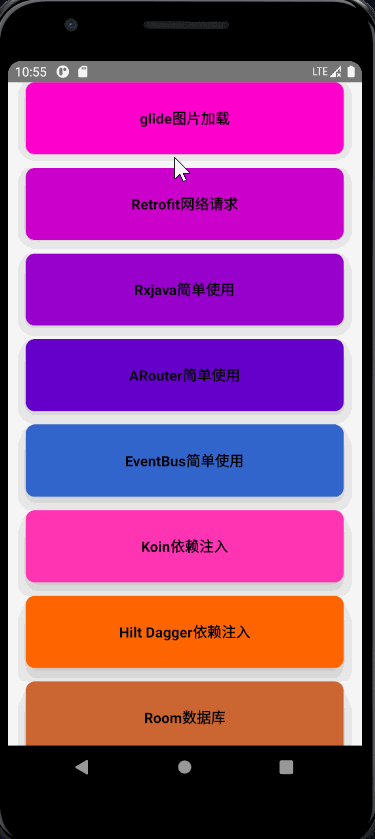 10:55
LTE
glide图片加载
Retrofit网络请求
Rxjava简单使用
ARouter简单使用
EventBus简单使用
Koin依赖注入
Hilt Dagger依赖注入
Room数据库